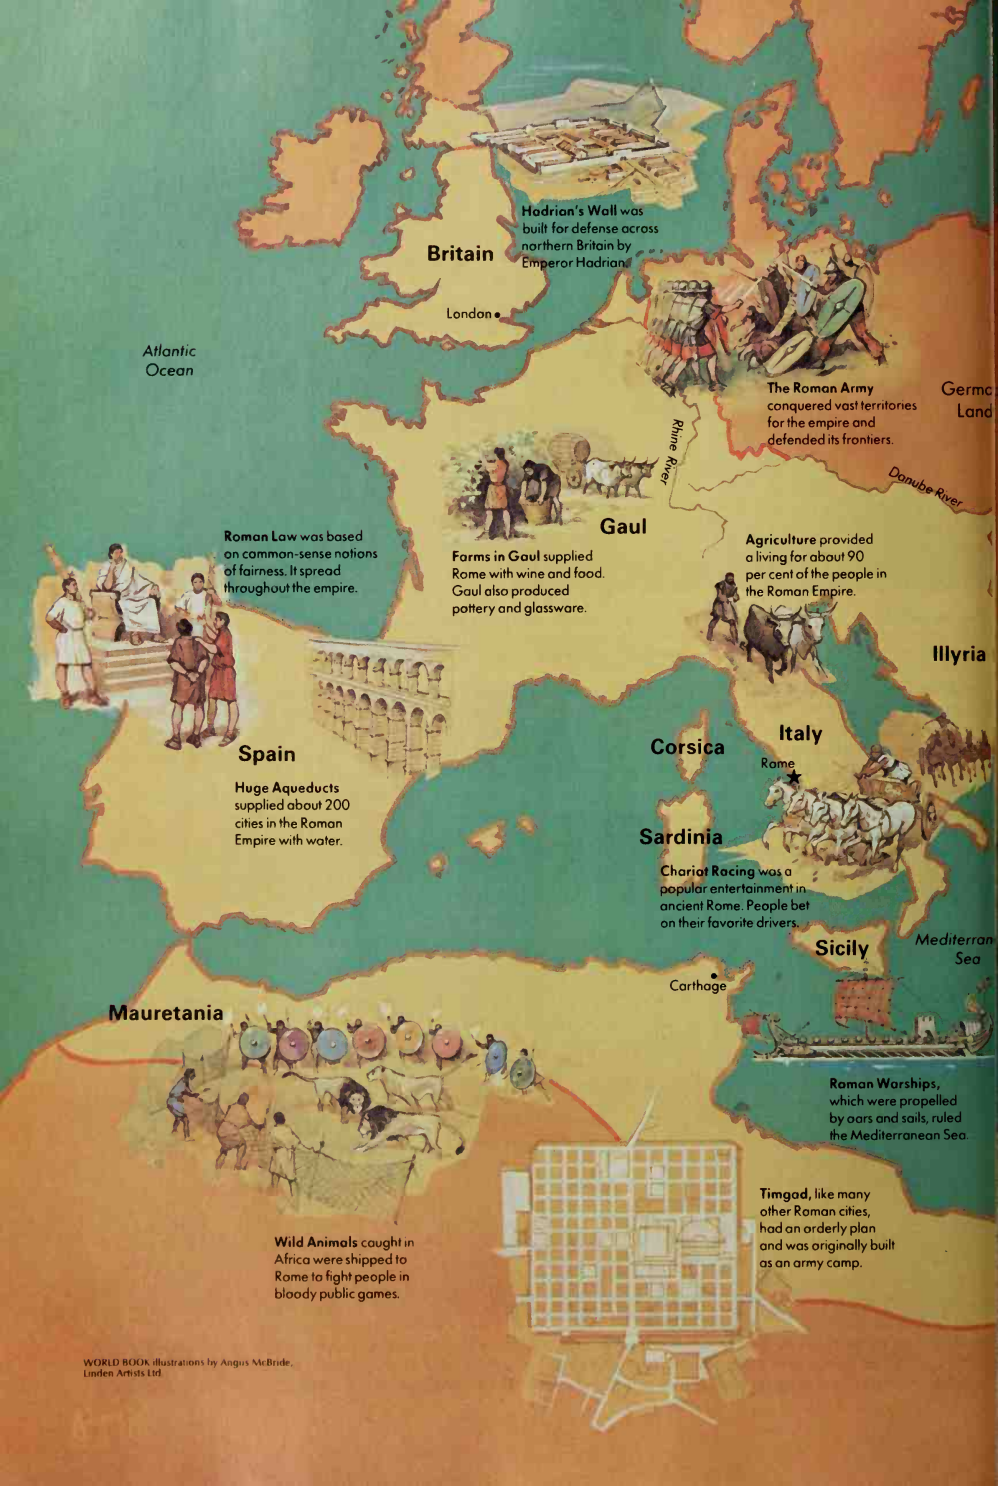 Hadrian's Wall was
built for defense across
northern Britain by
Emperor Hadrian.
Britain
London
Atlantic
Ocean
The Roman Army
conquered vast territories
for the empire and
defended its frontiers.
Land
Rhine River
Danube River
Gaul
Roman Law was based
on common-sense notions
of fairness. It spread
throughout the empire.
Farms in Gaul supplied
Rome with wine and food.
Gaul also produced
pottery and glassware.
Agriculture provided
a living for about 90
per cent of the people in
the Roman Empire.
Illyria
Spain
Huge Aqueducts
supplied about 200
cities in the Roman
Empire with water.
Corsica
Italy
Rome
Sardinia
Chariot Racing was a
popular entertainment in
ancient Rome. People bet
on their favorite drivers.
Sicily
Mediterran
Sea
Carthage
Mauretania
Roman Warships,
which were propelled
by oars and sails, ruled
the Mediterranean Sea.
Timgad, like many
other Roman cities,
had an orderly plan
and was originally built
as an army camp.
Wild Animals caught in
Africa were shipped to
Rome to fight people in
bloody public games.
WORLD BOOK illustrations by Angus McBride,
Linden Artists Ltd.